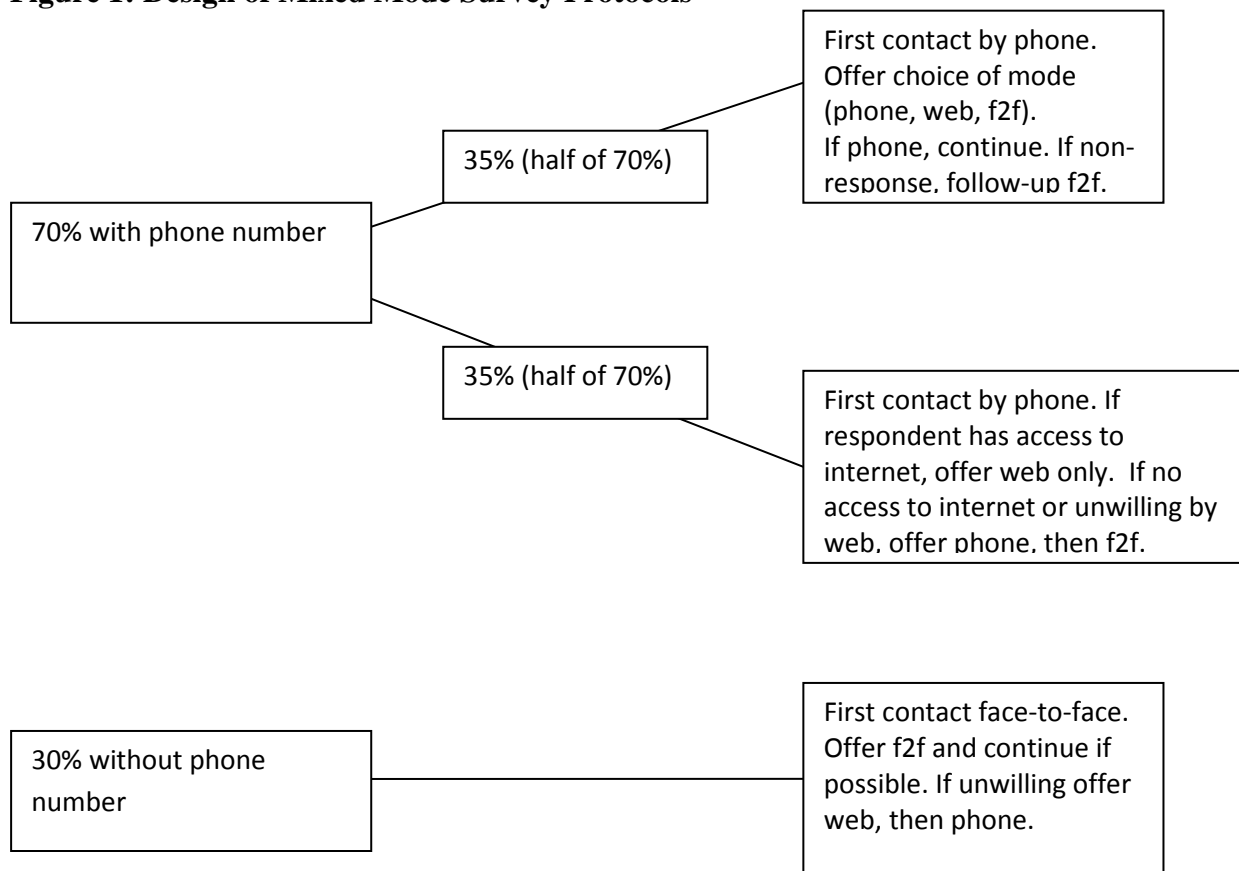 Figure 1: Design of Mixed Mode Survey Protocols
First contact by phone.
Offer choice of mode
(phone, web, f2f).
If phone, continue. If non-
response, follow-up f2f.
35% (half of 70%)
70% with phone number
35% (half of 70%)
First contact by phone. If
respondent has access to
internet, offer web only.  If no
access to internet or unwilling by
web, offer phone, then f2f.
First contact face-to-face.
Offer f2f and continue if
possible. If unwilling offer
web, then phone.
30% without phone
number